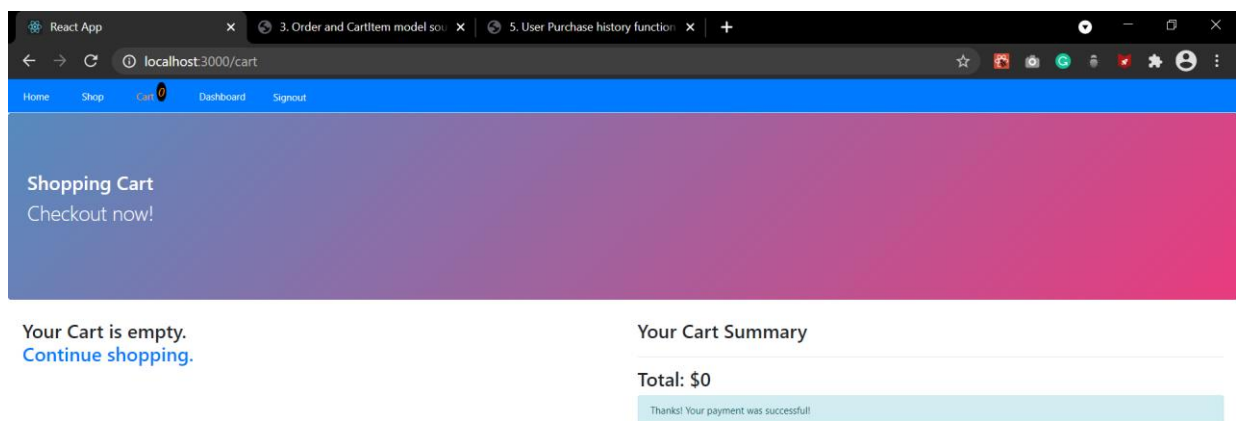 React App
3. Order and CartItem model sou
5. User Purchase history function
localhost:3000/cart
Home Shop Cart 0 Dashboard Signout
Shopping Cart
Checkout now!
Your Cart is empty.
Continue shopping.
Your Cart Summary
Total: $0
Thanks! Your payment was successful!